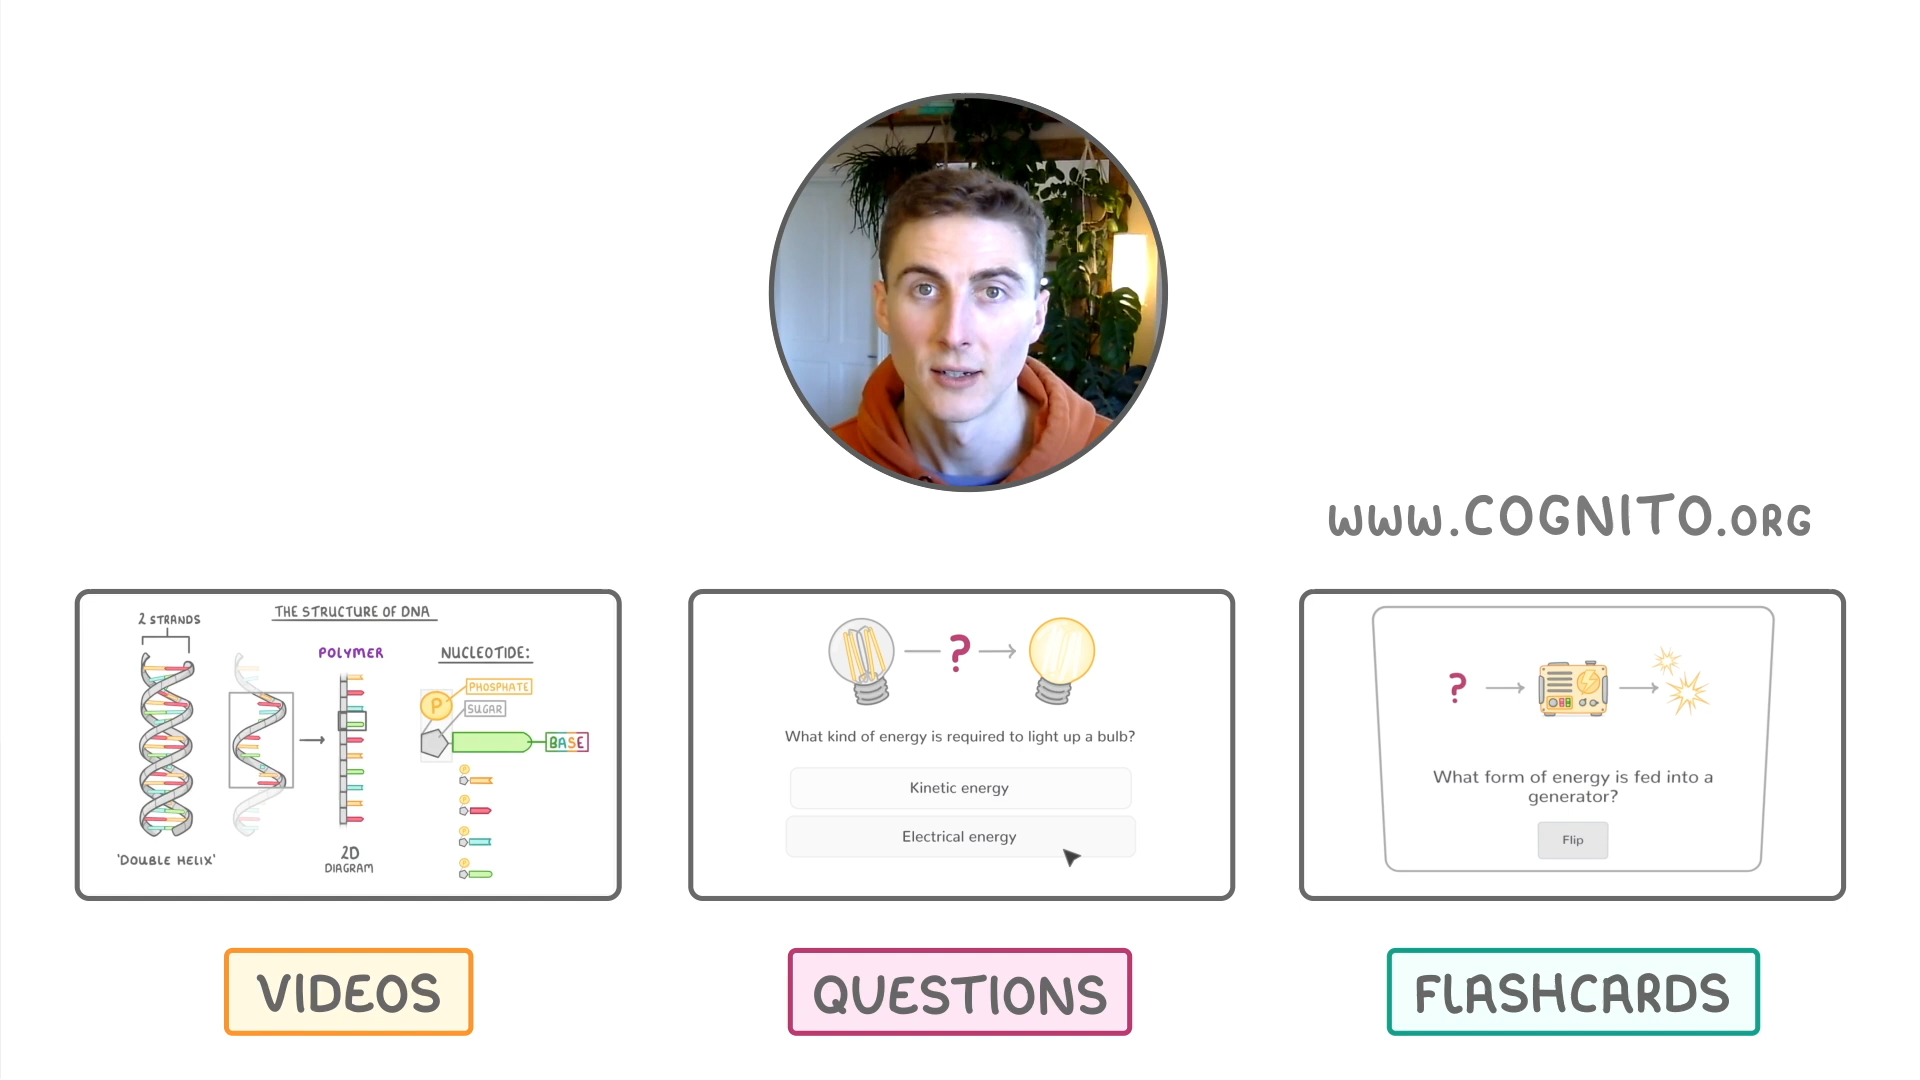 www.COGNITO.ORG
THE STRUCTURE OF DNA
2 STRANDS
POLYMER
NUCLEOTIDE:
PHOSPHATE
P
SUGAR
BASE
P
P
P
P
'DOUBLE HELIX'
2D
DIAGRAM
?
What kind of energy is required to light up a bulb?
Kinetic energy
Electrical energy
?
What form of energy is fed into a
generator?
Flip
VIDEOS
QUESTIONS
FLASHCARDS